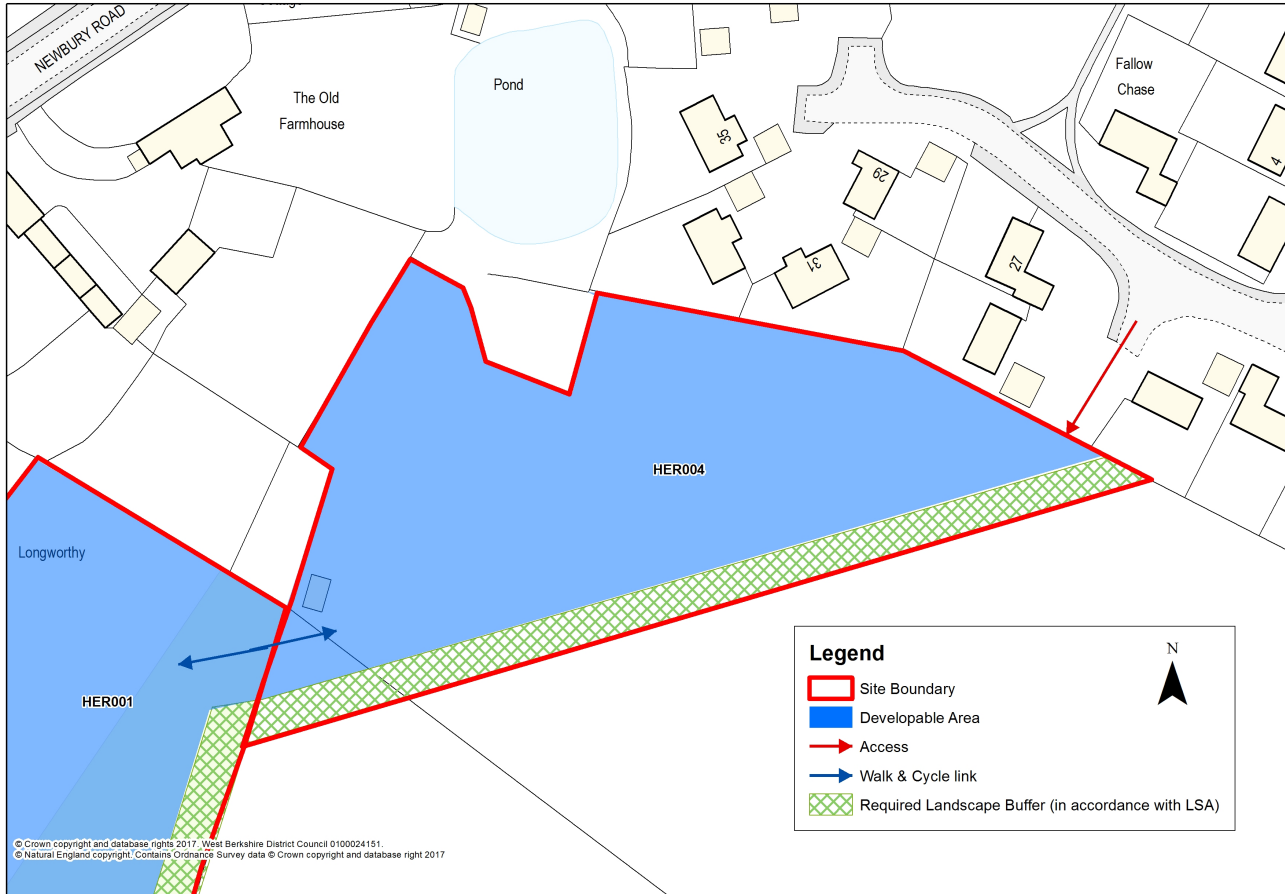 NEWBURY ROAD
The Old
Farmhouse
Pond
Fallow
Chase
35
29
31
27
4
HER004
Longworthy
HER001
Legend
N
Site Boundary
Developable Area
Access
Walk & Cycle link
Required Landscape Buffer (in accordance with LSA)
© Crown copyright and database rights 2017. West Berkshire District Council 0100024151.
© Natural England copyright. Contains Ordnance Survey data © Crown copyright and database right 2017